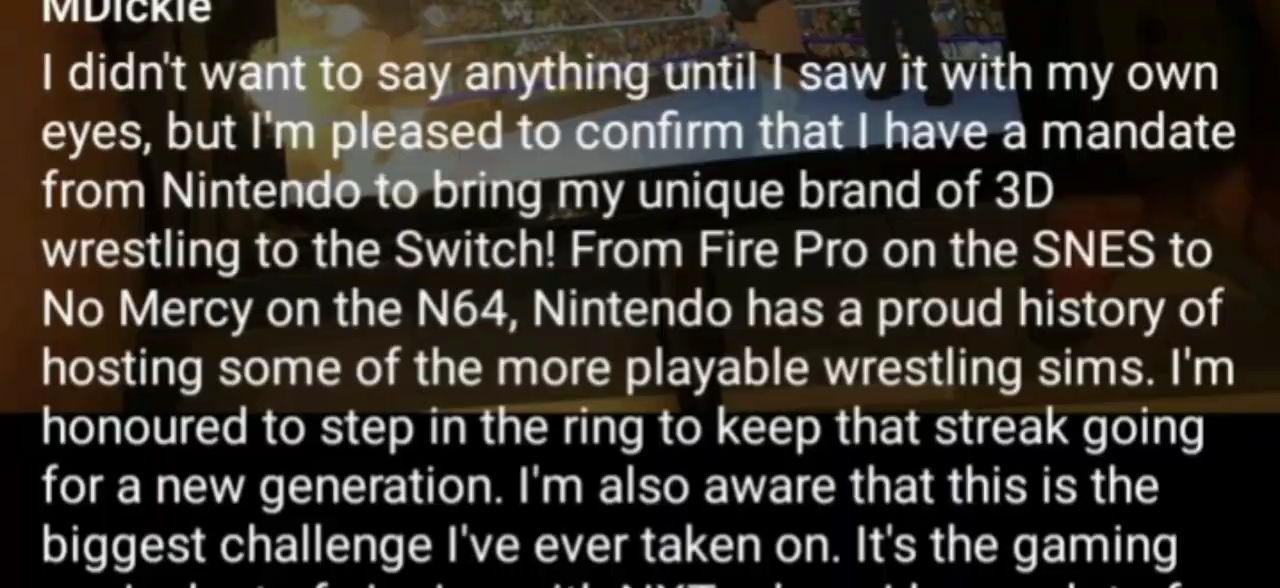 MDickie
I didn't want to say anything until I saw it with my own
eyes, but I'm pleased to confirm that I have a mandate
from Nintendo to bring my unique brand of 3D
wrestling to the Switch! From Fire Pro on the SNES to
No Mercy on the N64, Nintendo has a proud history of
hosting some of the more playable wrestling sims. I'm
honoured to step in the ring to keep that streak going
for a new generation. I'm also aware that this is the
biggest challenge I've ever taken on. It's the gaming